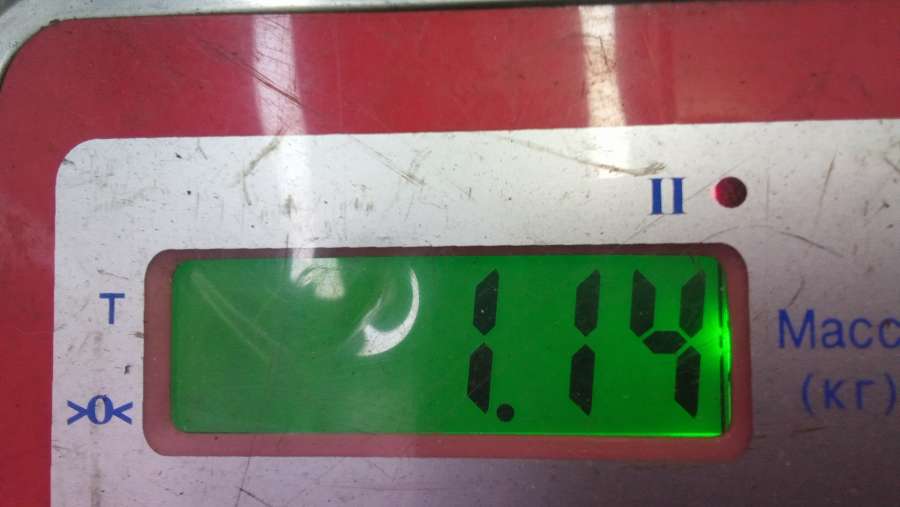 II
T
1.14
>0<
Масс
(кг)